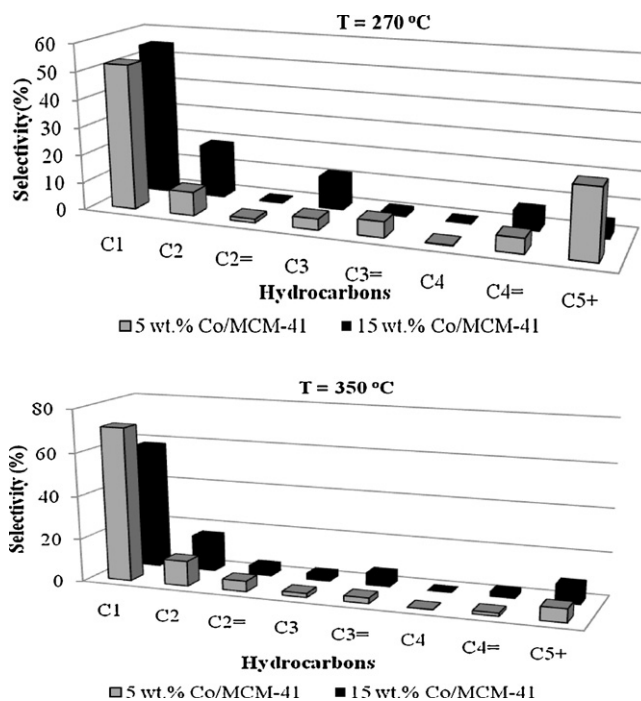 T = 270 °C
Selectivity(%)
60
50
40
30
20
10
0
C1 C2 C2= C3 C3= C4 C4= C5+
Hydrocarbons
5 wt.% Co/MCM-41 15 wt.% Co/MCM-41
T = 350 °C
Selectivity (%)
80
60
40
20
0
C1 C2 C2= C3 C3= C4 C4= C5+
Hydrocarbons
5 wt.% Co/MCM-41 15 wt.% Co/MCM-41